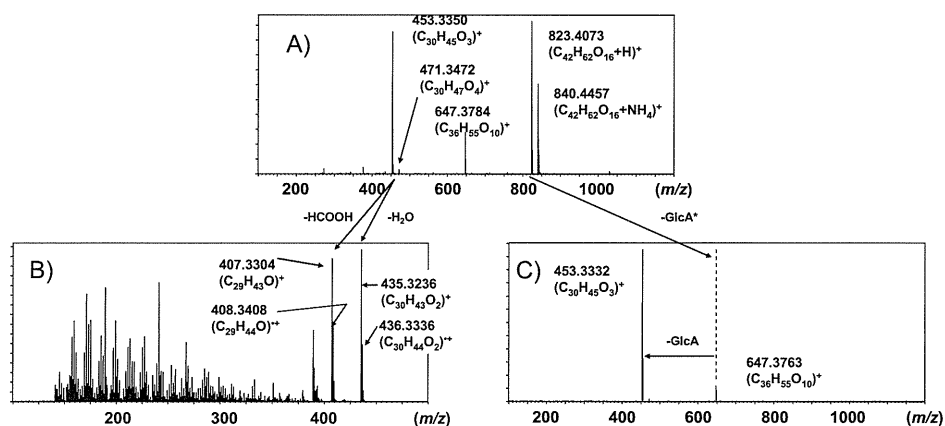 A)
453.3350
(C30H45O3)+
471.3472
(C30H47O4)+
647.3784
(C36H55O10)+
823.4073
(C42H62O16+H)+
840.4457
(C42H62O16+NH4)+
200 400 600 800 1000 (m/z)
-HCOOH -H2O -GlcA*
B)
407.3304
(C29H43O)+
408.3408
(C29H44O)•+
435.3236
(C30H43O2)+
436.3336
(C30H44O2)•+
200 300 400 (m/z)
C)
453.3332
(C30H45O3)+
-GlcA
647.3763
(C36H55O10)+
200 400 600 800 1000 (m/z)